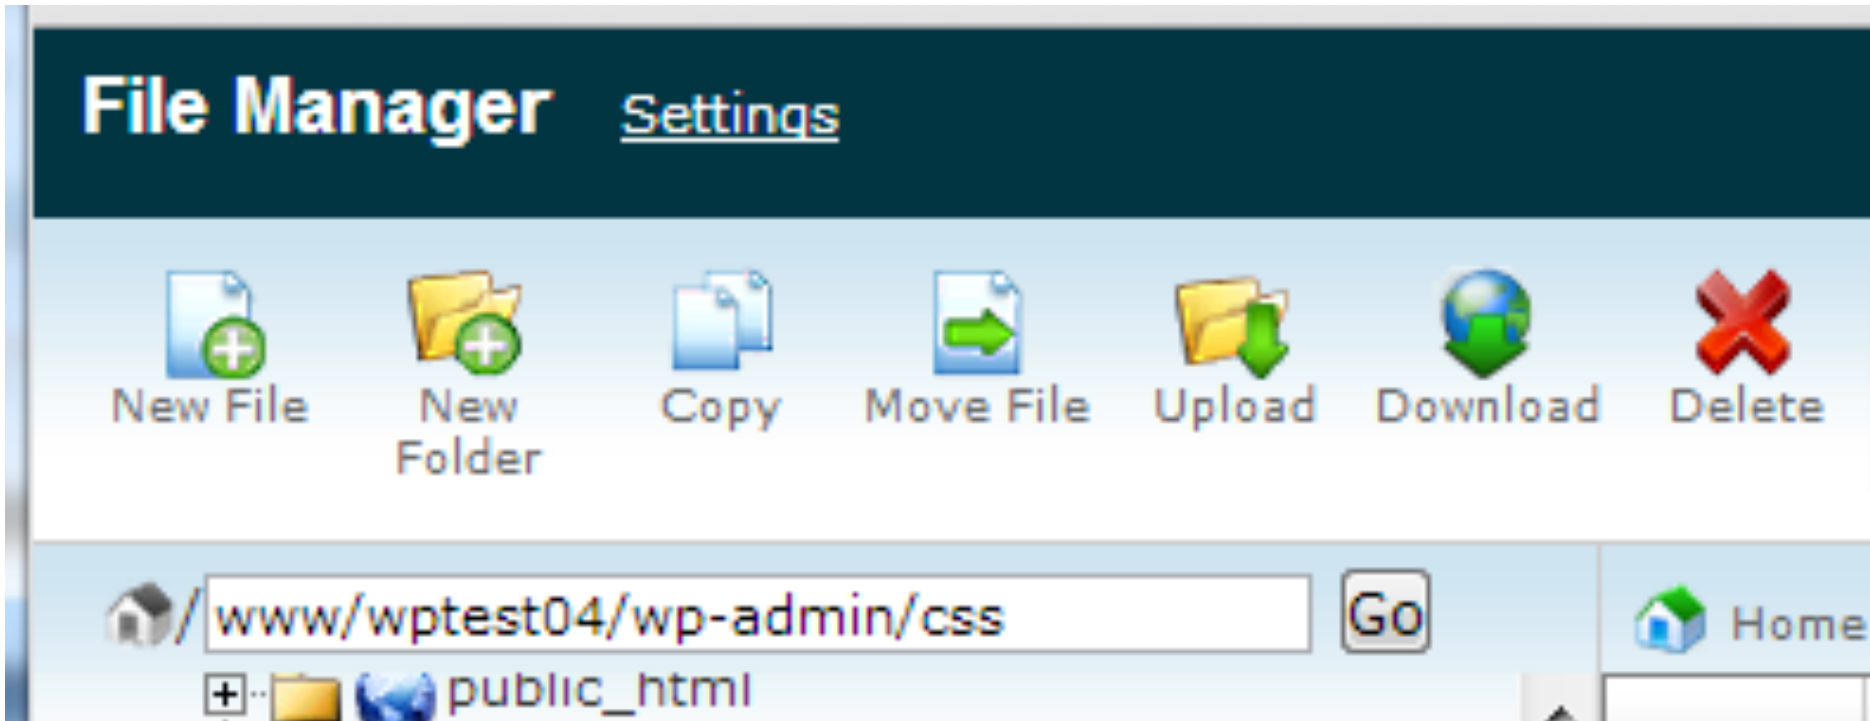 File Manager Settings
New File New Folder Copy Move File Upload Download Delete
/ www/wptest04/wp-admin/css Go Home
public_html